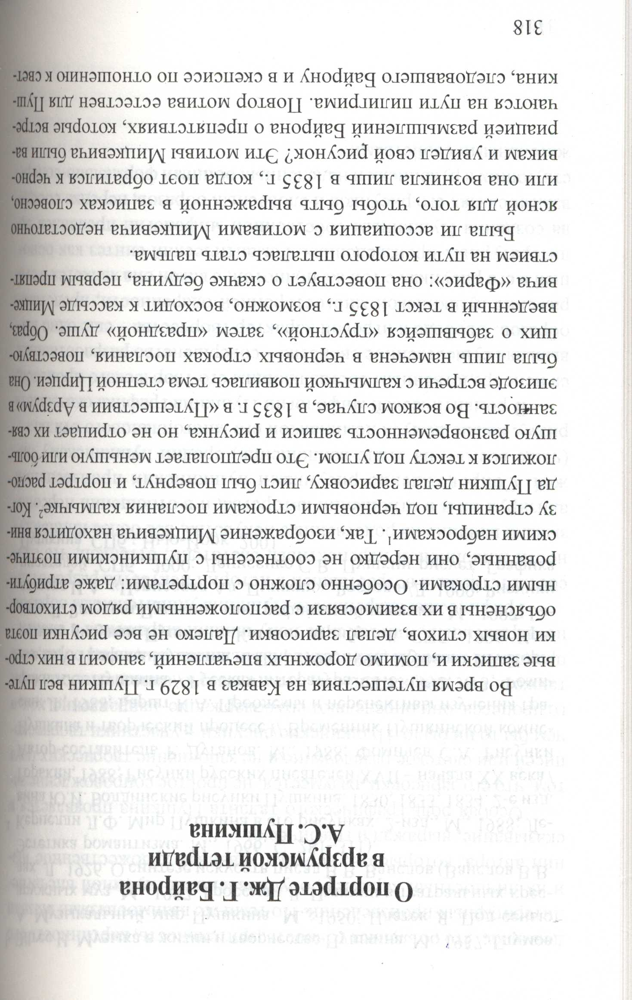 О портрете Дж. Г. Байрона
в арзрумской тетради
А.С. Пушкина
Во время путешествия на Кавказ в 1829 г. Пушкин вел путе-
вые записки и, помимо дорожных впечатлений, заносил в них стро-
ки новых стихов, делал зарисовки. Далеко не все рисунки поэта
объяснены в их взаимосвязи с расположенными рядом стихотвор-
ными строками. Особенно сложно с портретами: даже атрибути-
рованные, они нередко не соотнесены с пушкинскими поэтиче-
скими набросками¹. Так, изображение Мицкевича находится вни-
зу страницы, под черновыми строками послания калмычке². Ког-
да Пушкин делал зарисовку, лист был повернут, и портрет распо-
ложился к тексту под углом. Это предполагает меньшую или боль-
шую разновременность записи и рисунка, но не отрицает их свя-
занность. Во всяком случае, в 1835 г. в «Путешествии в Арзрум» в
эпизоде встречи с калмычкой появилась тема степной Цирцеи. Она
была лишь намечена в черновых строках послания, повествую-
щих о забывшейся «грустной», затем «праздной» душе. Образ,
введенный в текст 1835 г., возможно, восходит к кассыде Мицке-
вича «Фарис»: она повествует о скачке бедуина, первым препят-
ствием на пути которого пыталась стать пальма.
Была ли ассоциация с мотивами Мицкевича недостаточно
ясной для того, чтобы быть выраженной в записках словесно,
или она возникла лишь в 1835 г., когда поэт обратился к черно-
викам и увидел свой рисунок? Эти мотивы Мицкевича были ва-
риацией размышлений Байрона о препятствиях, которые встре-
чаются на пути пилигрима. Повтор мотива естествен для Пуш-
кина, следовавшего Байрону и в скепсисе по отношению к свет-
318